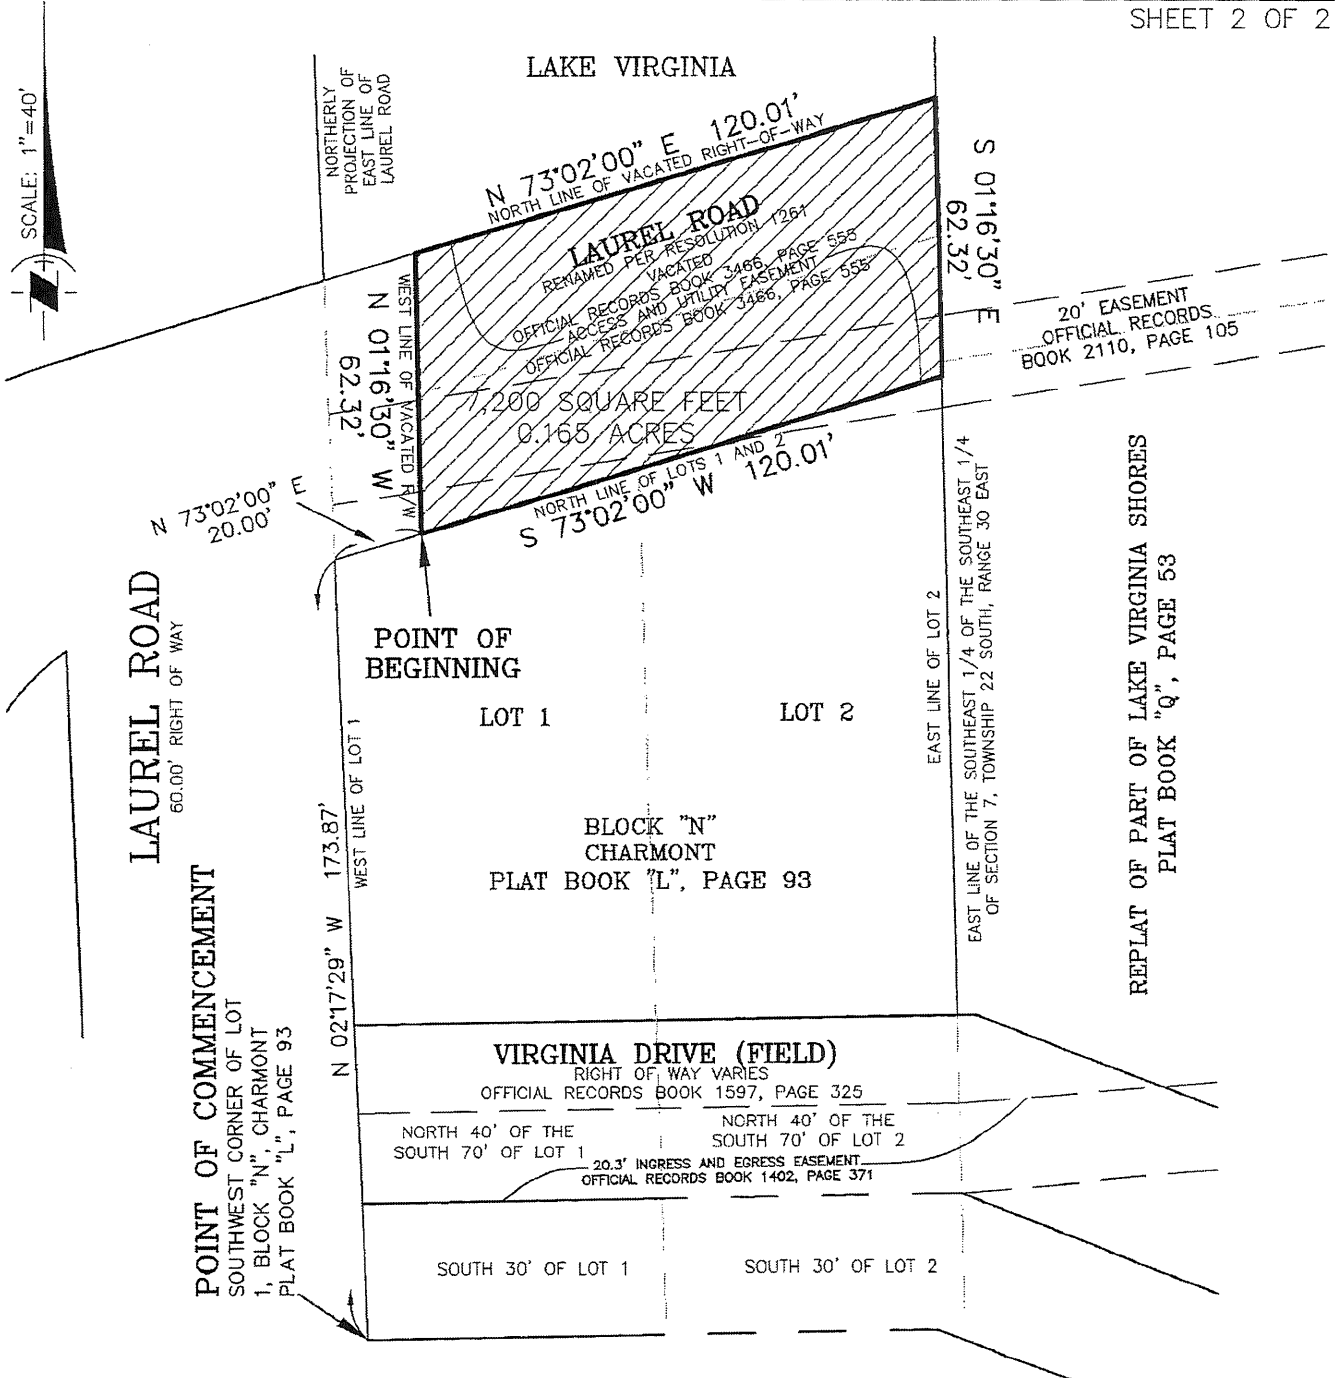 SHEET 2 OF 2
SCALE: 1"=40'
NORTHERLY
PROJECTION OF
EAST LINE OF
LAUREL ROAD
LAKE VIRGINIA
N 73°02'00" E 120.01'
NORTH LINE OF VACATED RIGHT-OF-WAY
S 01°16'30" E
62.32'
LAUREL ROAD
RENAMED PER RESOLUTION 1261
VACATED
OFFICIAL RECORDS BOOK 3466, PAGE 555
ACCESS AND UTILITY EASEMENT
OFFICIAL RECORDS BOOK 3466, PAGE 555
7,200 SQUARE FEET
0.165 ACRES
WEST LINE OF VACATED R/W
N 01°16'30" W
62.32'
20' EASEMENT
OFFICIAL RECORDS
BOOK 2110, PAGE 105
NORTH LINE OF LOTS 1 AND 2
S 73°02'00" W 120.01'
N 73°02'00" E
20.00'
LAUREL ROAD
60.00' RIGHT OF WAY
POINT OF
BEGINNING
LOT 1
LOT 2
EAST LINE OF LOT 2
EAST LINE OF THE SOUTHEAST 1/4 OF THE SOUTHEAST 1/4
OF SECTION 7, TOWNSHIP 22 SOUTH, RANGE 30 EAST
REPLAT OF PART OF LAKE VIRGINIA SHORES
PLAT BOOK "Q", PAGE 53
N 02°17'29" W 173.87'
WEST LINE OF LOT 1
BLOCK "N"
CHARMONT
PLAT BOOK "L", PAGE 93
POINT OF COMMENCEMENT
SOUTHWEST CORNER OF LOT
1, BLOCK "N", CHARMONT
PLAT BOOK "L", PAGE 93
VIRGINIA DRIVE (FIELD)
RIGHT OF WAY VARIES
OFFICIAL RECORDS BOOK 1597, PAGE 325
NORTH 40' OF THE
SOUTH 70' OF LOT 1
NORTH 40' OF THE
SOUTH 70' OF LOT 2
20.3' INGRESS AND EGRESS EASEMENT
OFFICIAL RECORDS BOOK 1402, PAGE 371
SOUTH 30' OF LOT 1
SOUTH 30' OF LOT 2